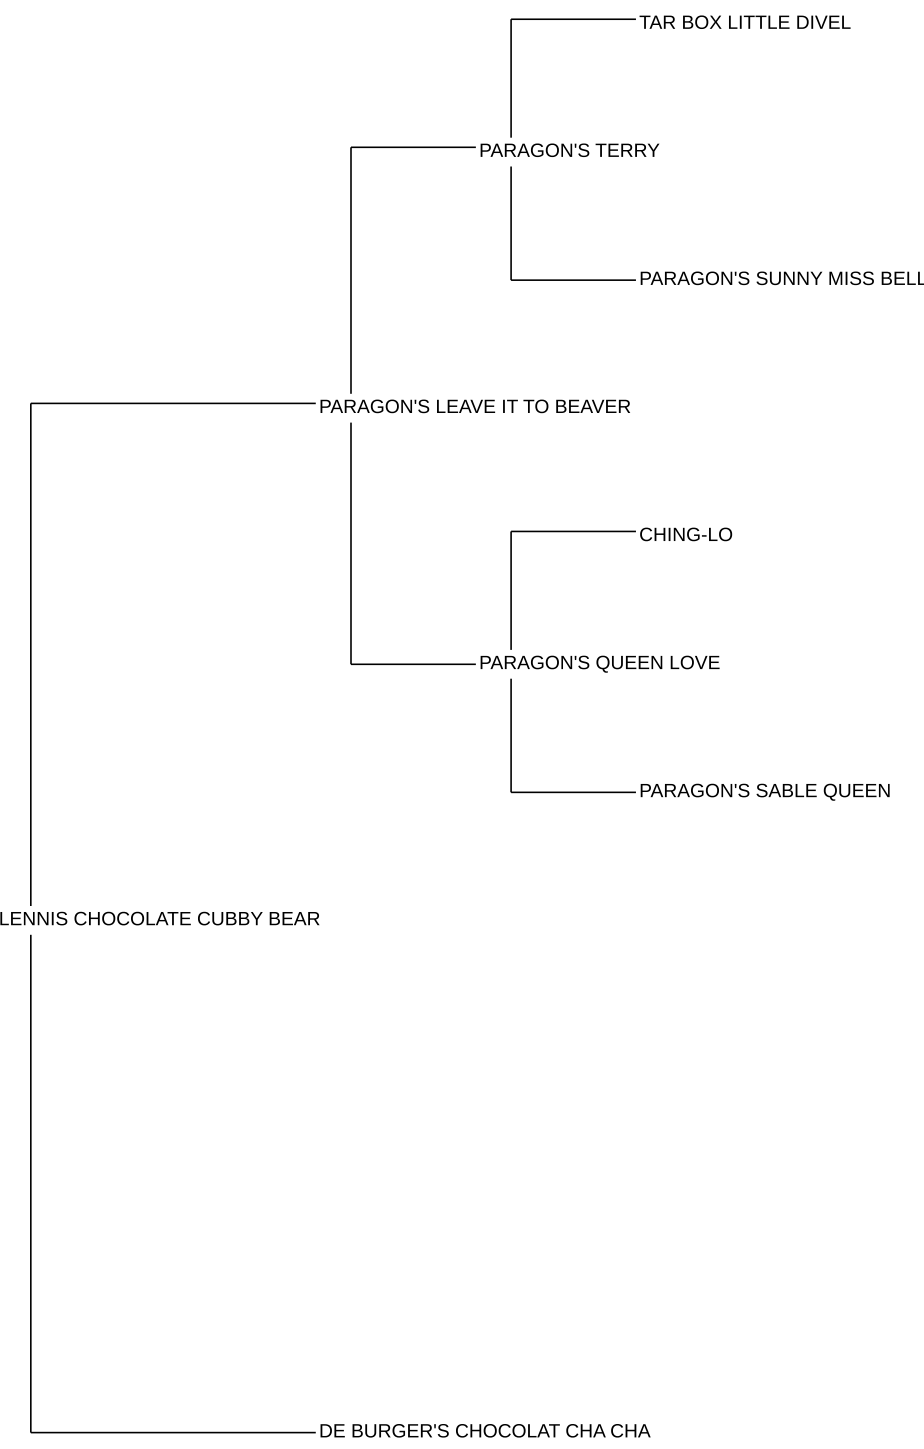 TAR BOX LITTLE DIVEL
PARAGON'S TERRY
PARAGON'S SUNNY MISS BELL
PARAGON'S LEAVE IT TO BEAVER
CHING-LO
PARAGON'S QUEEN LOVE
PARAGON'S SABLE QUEEN
LENNIS CHOCOLATE CUBBY BEAR
DE BURGER'S CHOCOLAT CHA CHA